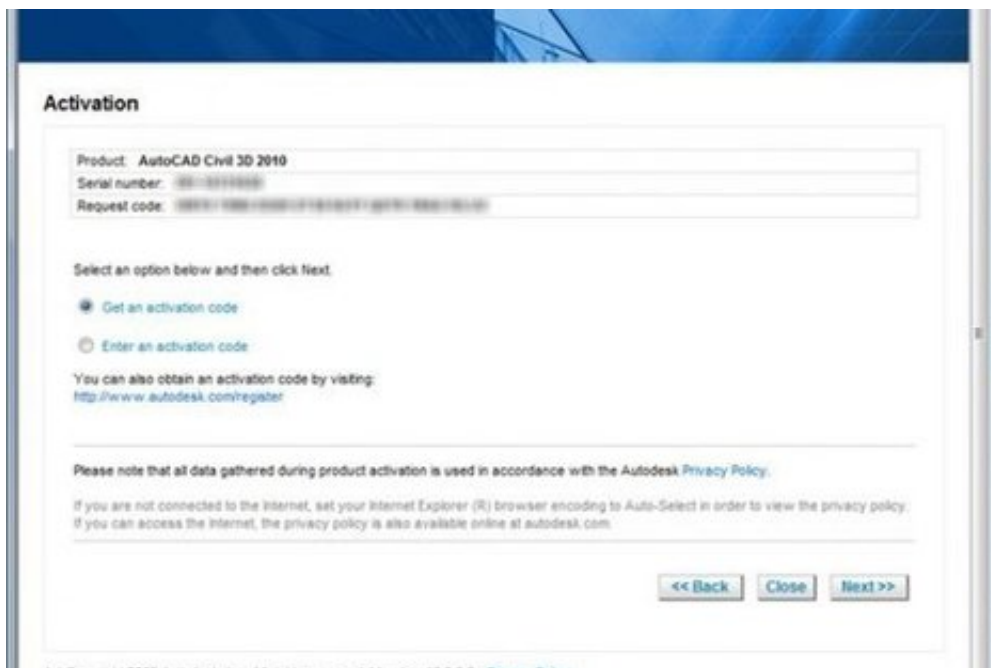 Activation
Product: AutoCAD Civil 3D 2010
Serial number:
Request code:
Select an option below and then click Next.
Get an activation code
Enter an activation code
You can also obtain an activation code by visiting:
http://www.autodesk.com/register
Please note that all data gathered during product activation is used in accordance with the Autodesk Privacy Policy.
If you are not connected to the Internet, set your Internet Explorer (R) browser encoding to Auto-Select in order to view the privacy policy.
If you can access the Internet, the privacy policy is also available online at autodesk.com
<< Back
Close
Next >>